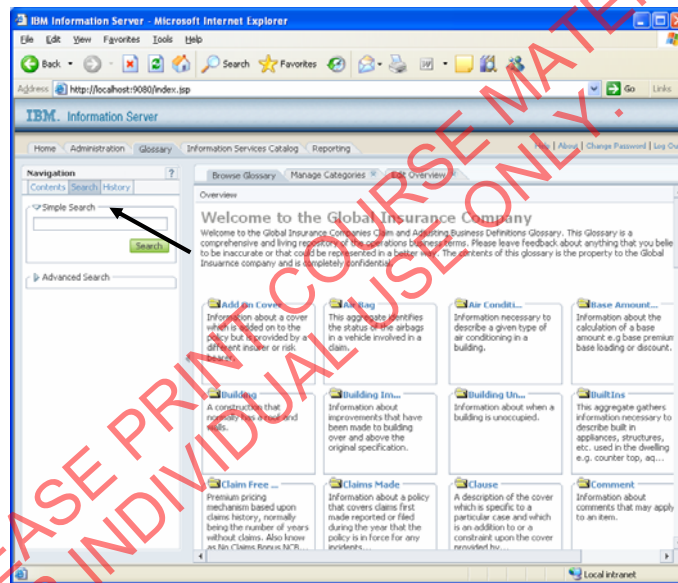 IBM Information Server - Microsoft Internet Explorer
File Edit View Favorites Tools Help
Back Search Favorites
Address http://localhost:9080/index.jsp Go Links
IBM. Information Server
Home Administration Glossary Information Services Catalog Reporting Help | About | Change Password | Log Ou
Navigation ?
Contents Search History
Browse Glossary Manage Categories Edit Overview
Simple Search
Search
Advanced Search
Overview
Welcome to the Global Insurance Company
Welcome to the Global Insurance Companies Claim and Adjusting Business Definitions Glossary. This Glossary is a
comprehensive and living repository of the operations business terms. Please leave feedback about anything that you belie
to be inaccurate or that could be represented in a better way. The contents of this glossary is the property to the Global
Insuarnce company and is completely confidential.
Add On Cover
Information about a cover
which is added on to the
policy but is provided by a
different insurer or risk
bearer.
Air Bag
This aggregate identifies
the status of the airbags
in a vehicle involved in a
claim.
Air Conditi...
Information necessary to
describe a given type of
air conditioning in a
building.
Base Amount...
Information about the
calculation of a base
amount e.g base premium
base loading or discount.
Building
A construction that
normally has a roof and
walls.
Building Im...
Information about
improvements that have
been made to building
over and above the
original specification.
Building Un...
Information about when a
building is unoccupied.
BuiltIns
This aggregate gathers
information necessary to
describe built in
appliances, structures,
etc. used in the dwelling
e.g. counter top, aq...
Claim Free ...
Premium pricing
mechanism based upon
claims history, normally
being the number of years
without claims. Also know
as No Claims Bonus NCB...
Claims Made
Information about a policy
that covers claims first
made reported or filed
during the year that the
policy is in force for any
incidents...
Clause
A description of the cover
which is specific to a
particular case and which
is an addition to or a
constraint upon the cover
provided by...
Comment
Information about
comments that may apply
to an item.
Local intranet
EASE PRINT COURSE MATE
INDIVIDUAL USE ONLY.